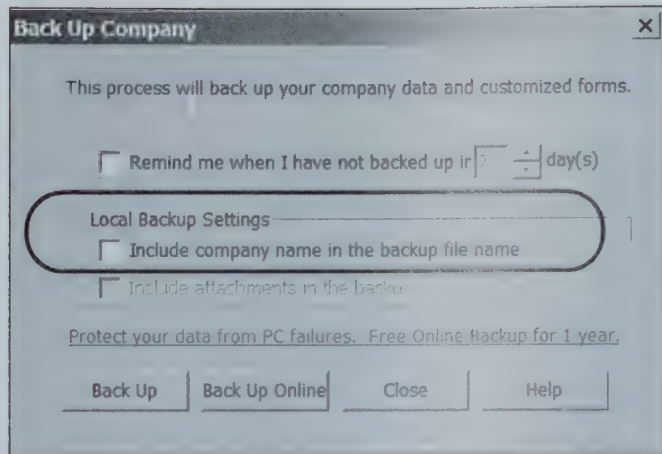 Back Up Company
This process will back up your company data and customized forms.
Remind me when I have not backed up in day(s)
Local Backup Settings
Include company name in the backup file name
Include attachments in the backu
Protect your data from PC failures. Free Online Backup for 1 year.
Back Up Back Up Online Close Help